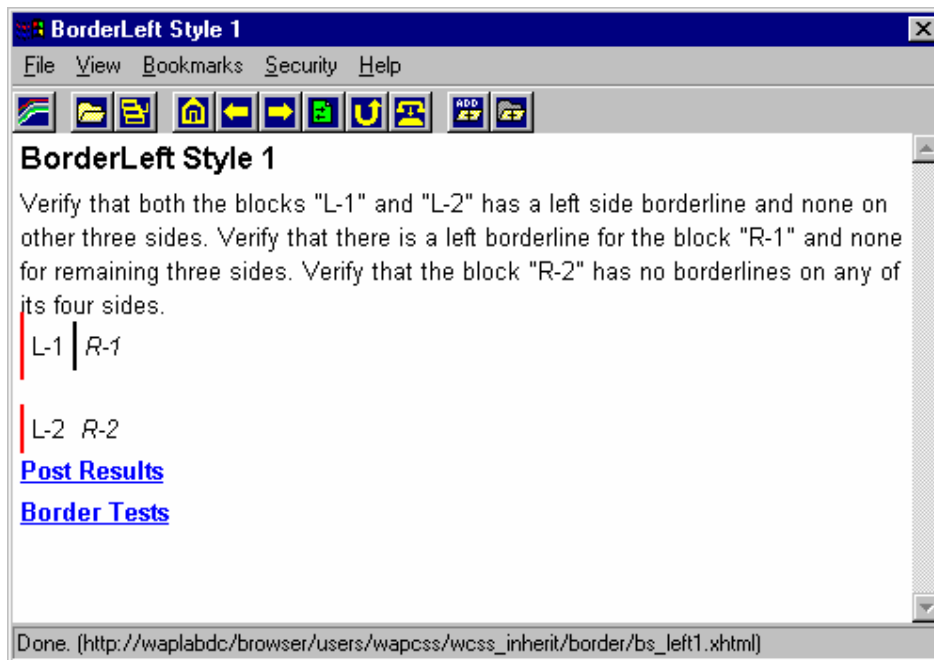 BorderLeft Style 1
File View Bookmarks Security Help
ADD
BorderLeft Style 1
Verify that both the blocks "L-1" and "L-2" has a left side borderline and none on
other three sides. Verify that there is a left borderline for the block "R-1" and none
for remaining three sides. Verify that the block "R-2" has no borderlines on any of
its four sides.
L-1 R-1
L-2 R-2
Post Results
Border Tests
Done. (http://waplabdc/browser/users/wapcss/wcss_inherit/border/bs_left1.xhtml)